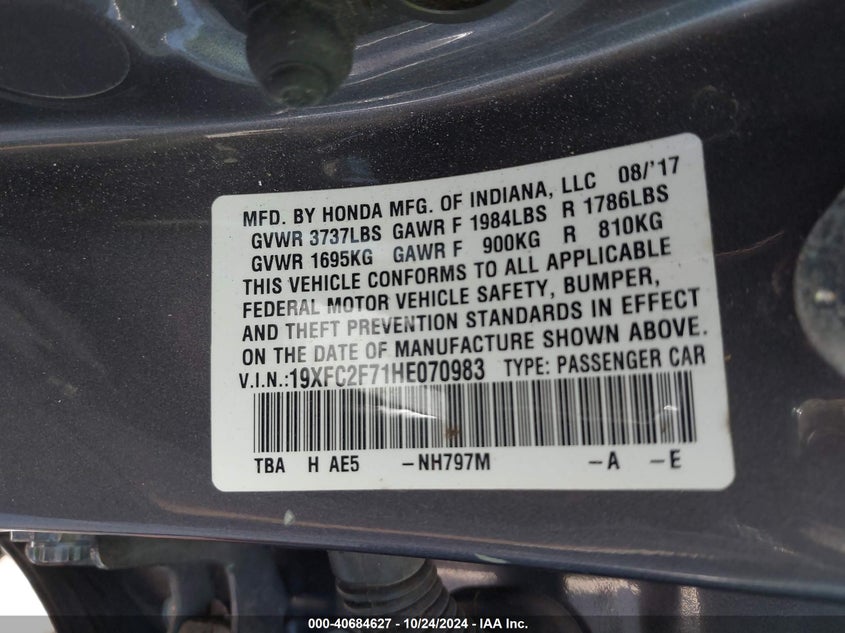 MFD. BY HONDA MFG. OF INDIANA, LLC 08/'17
GVWR 3737LBS GAWR F 1984LBS R 1786LBS
GVWR 1695KG GAWR F 900KG R 810KG
THIS VEHICLE CONFORMS TO ALL APPLICABLE
FEDERAL MOTOR VEHICLE SAFETY, BUMPER,
AND THEFT PREVENTION STANDARDS IN EFFECT
ON THE DATE OF MANUFACTURE SHOWN ABOVE.
V.I.N.:19XFC2F71HE070983 TYPE: PASSENGER CAR
TBA H AE5 -NH797M -A -E
000-40684627 - 10/24/2024 - IAA Inc.